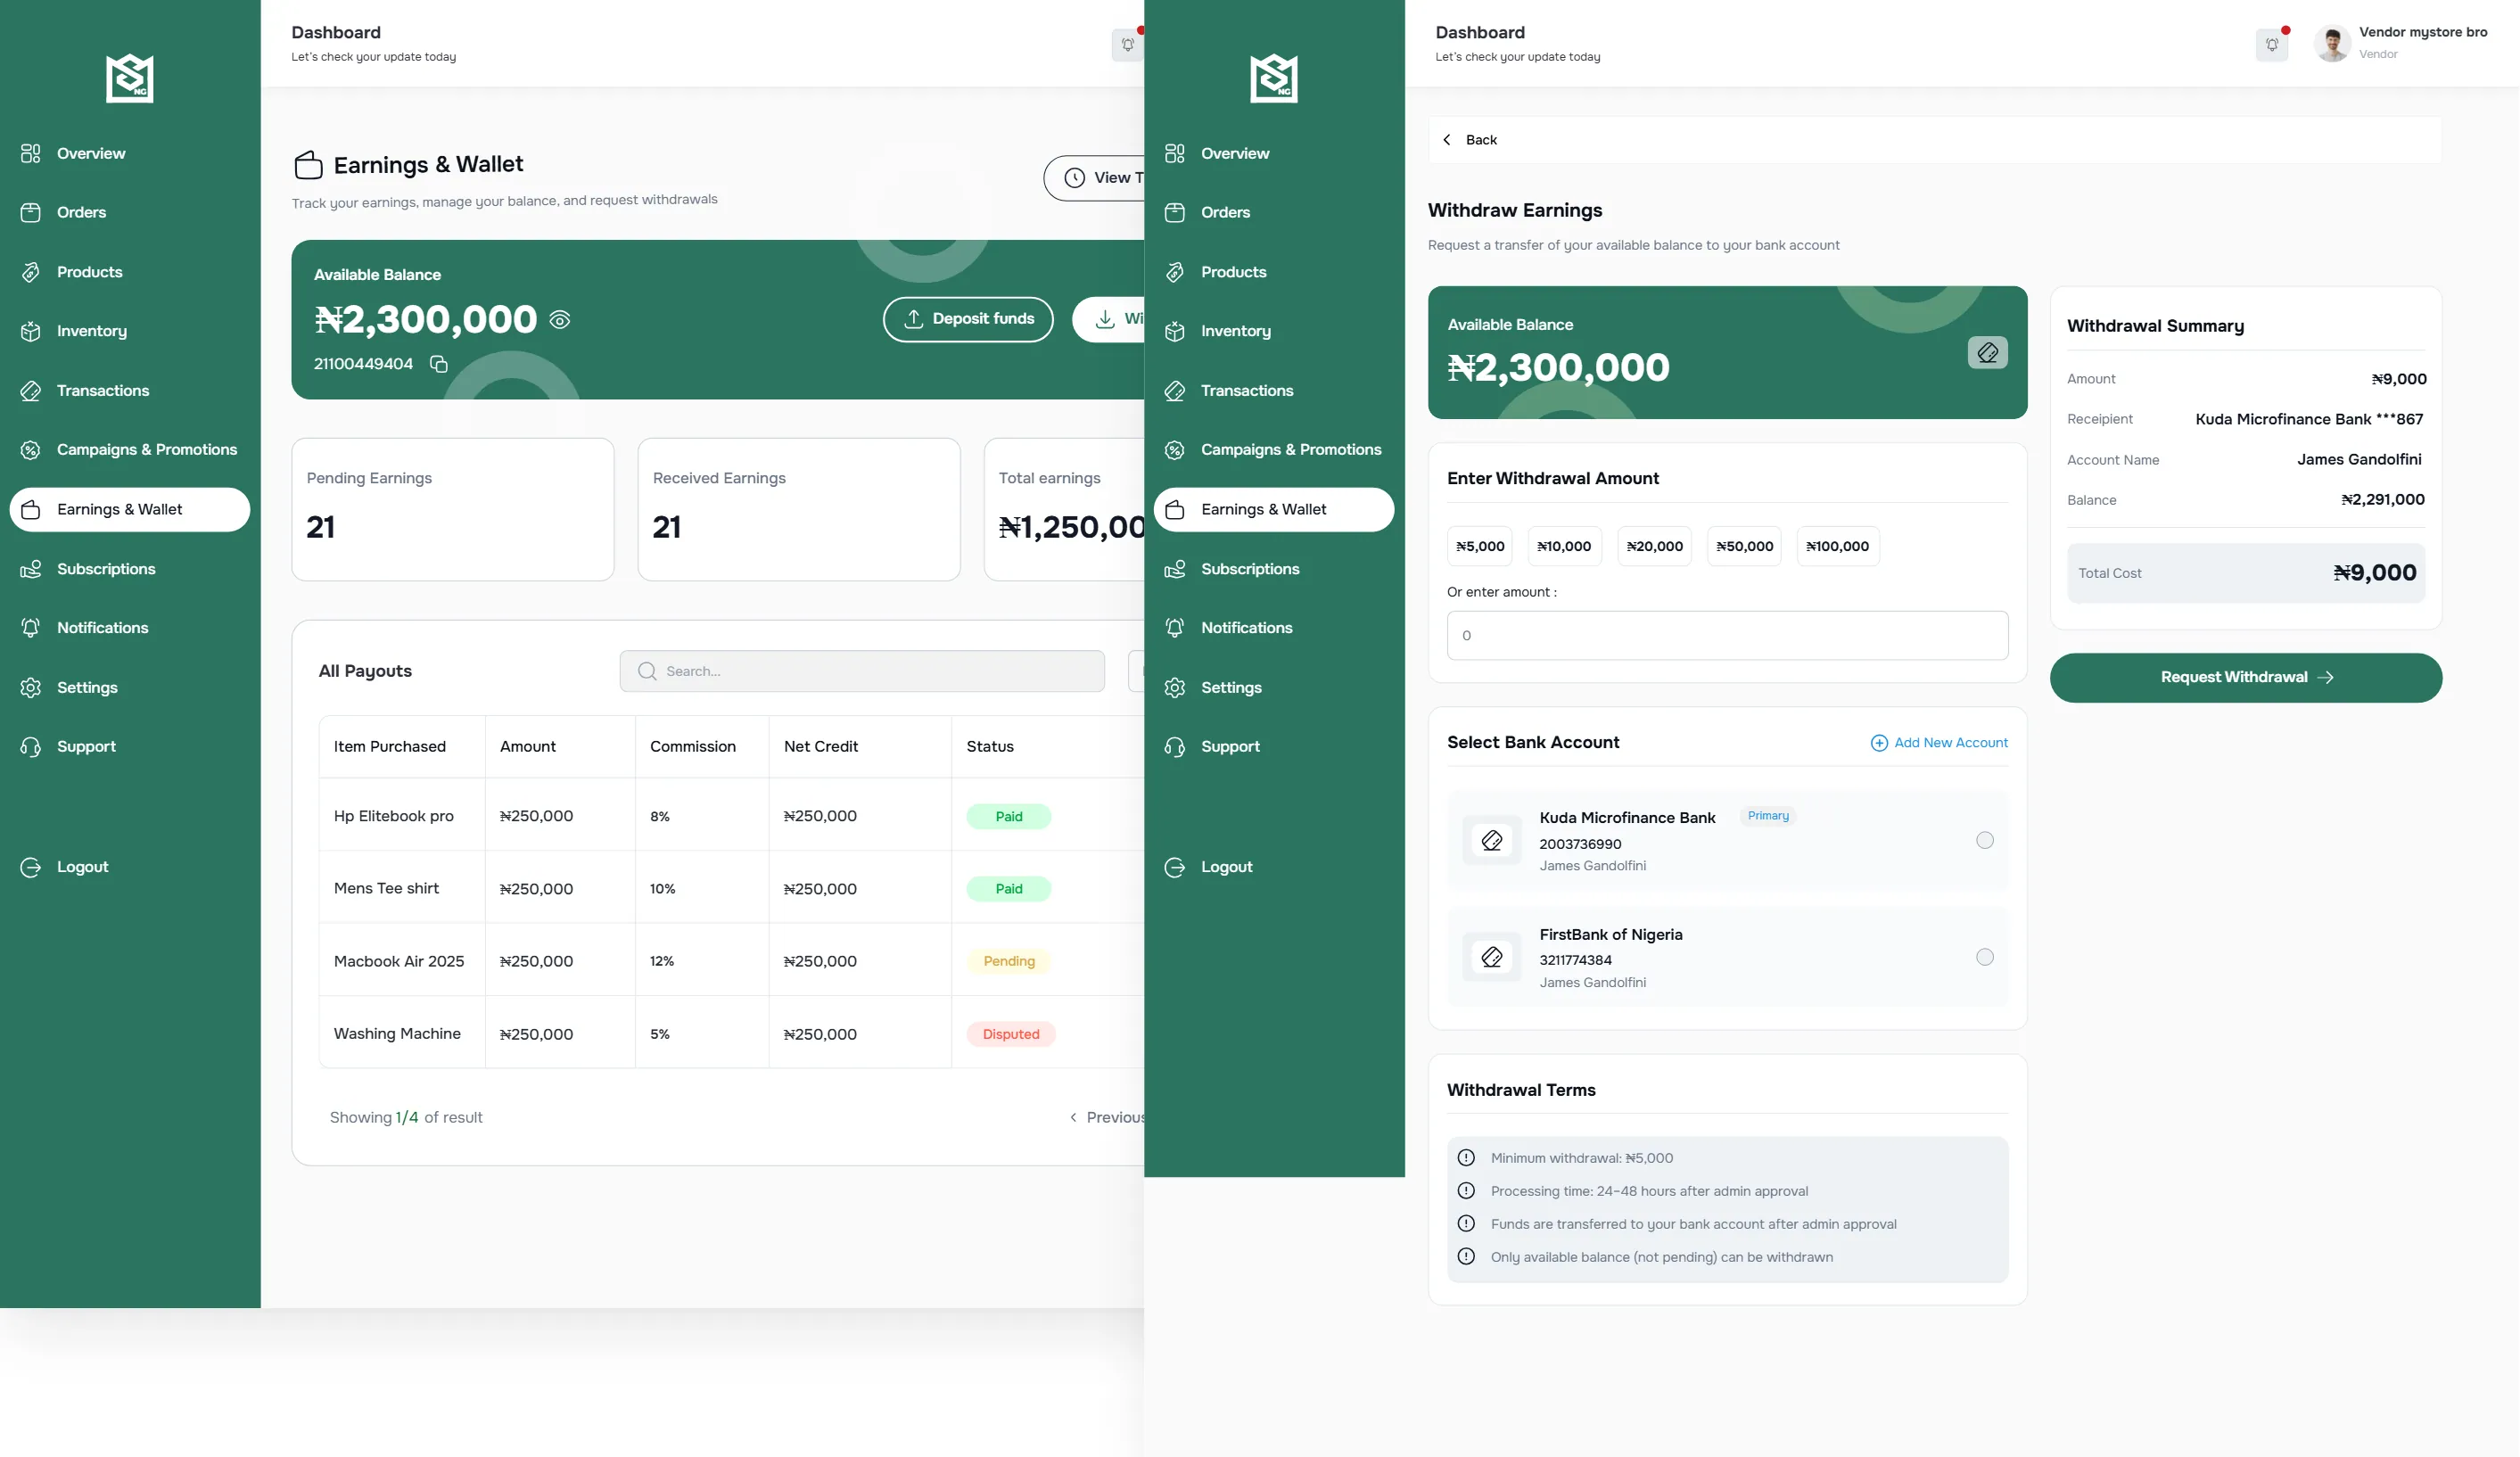 NG
Overview
Orders
Products
Inventory
Transactions
Campaigns & Promotions
Earnings & Wallet
Subscriptions
Notifications
Settings
Support
Logout
Dashboard
Let's check your update today
Earnings & Wallet
Track your earnings, manage your balance, and request withdrawals
View T
Available Balance
₦2,300,000
21100449404
Deposit funds
Wi
Pending Earnings
21
Received Earnings
21
Total earnings
₦1,250,00
All Payouts
Search...
Item Purchased Amount Commission Net Credit Status
Hp Elitebook pro ₦250,000 8% ₦250,000 Paid
Mens Tee shirt ₦250,000 10% ₦250,000 Paid
Macbook Air 2025 ₦250,000 12% ₦250,000 Pending
Washing Machine ₦250,000 5% ₦250,000 Disputed
Showing 1/4 of result
Previous
NG
Overview
Orders
Products
Inventory
Transactions
Campaigns & Promotions
Earnings & Wallet
Subscriptions
Notifications
Settings
Support
Logout
Dashboard
Let's check your update today
Vendor mystore bro
Vendor
Back
Withdraw Earnings
Request a transfer of your available balance to your bank account
Available Balance
₦2,300,000
Enter Withdrawal Amount
₦5,000 ₦10,000 ₦20,000 ₦50,000 ₦100,000
Or enter amount :
0
Select Bank Account
Add New Account
Kuda Microfinance Bank Primary
2003736990
James Gandolfini
FirstBank of Nigeria
3211774384
James Gandolfini
Withdrawal Terms
Minimum withdrawal: ₦5,000
Processing time: 24–48 hours after admin approval
Funds are transferred to your bank account after admin approval
Only available balance (not pending) can be withdrawn
Withdrawal Summary
Amount ₦9,000
Receipient Kuda Microfinance Bank ***867
Account Name James Gandolfini
Balance ₦2,291,000
Total Cost ₦9,000
Request Withdrawal